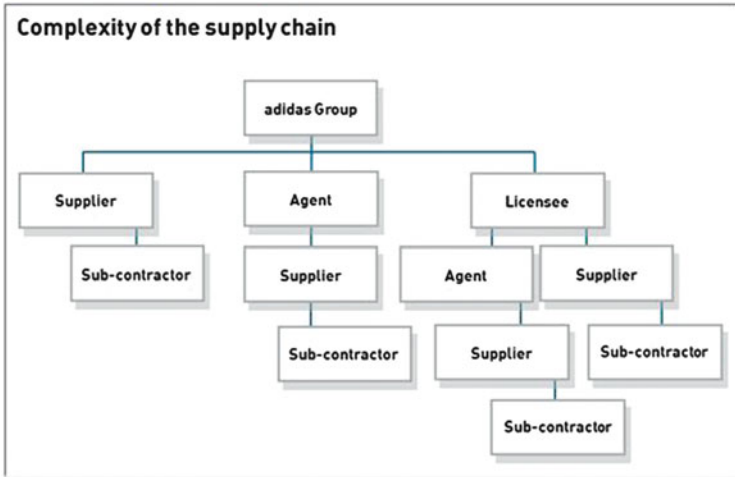 Complexity of the supply chain
adidas Group
Supplier
Agent
Licensee
Sub-contractor
Supplier
Agent
Supplier
Sub-contractor
Supplier
Sub-contractor
Sub-contractor